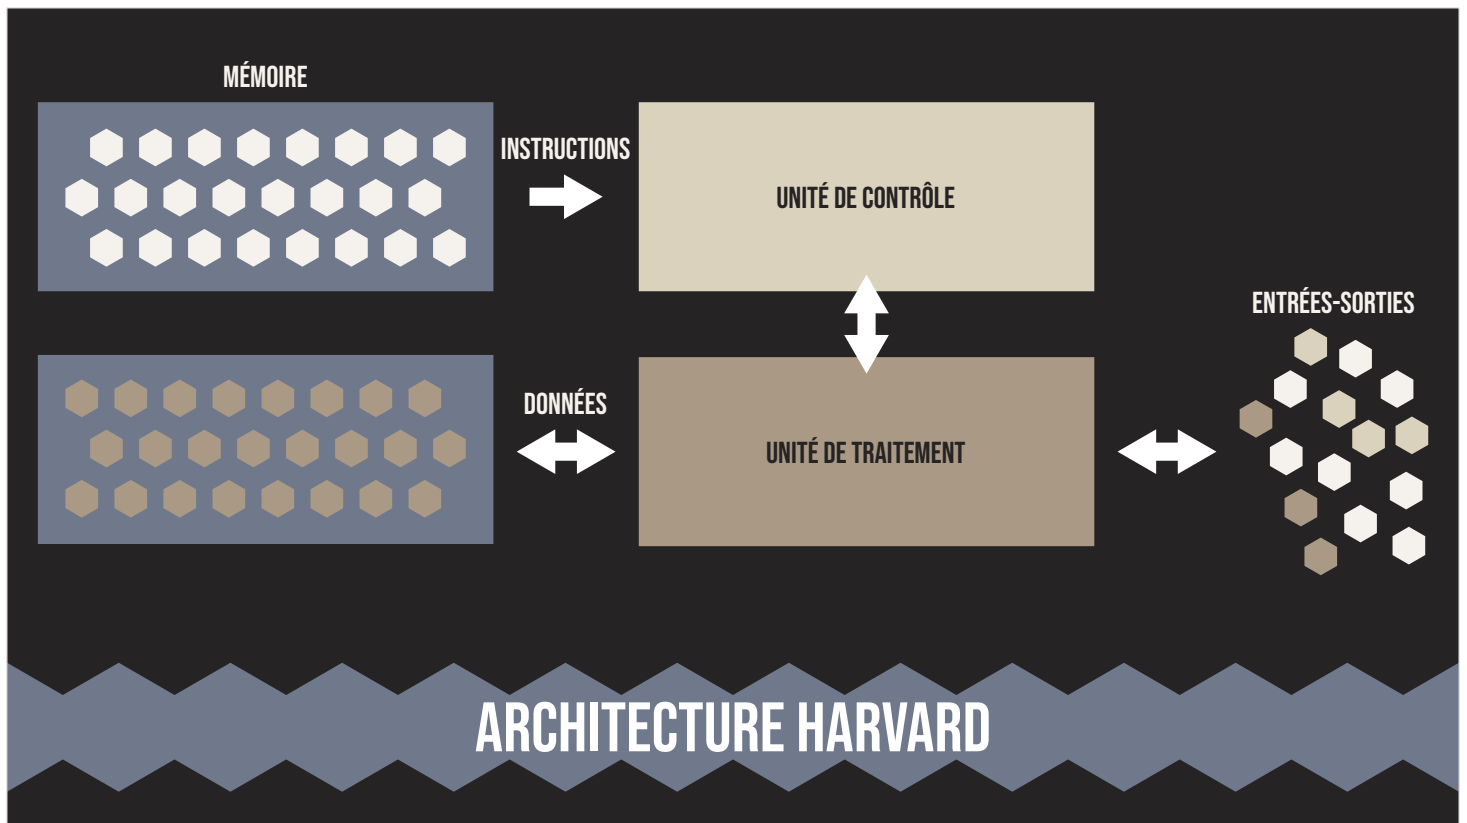 MÉMOIRE
INSTRUCTIONS
UNITÉ DE CONTRÔLE
ENTRÉES-SORTIES
DONNÉES
UNITÉ DE TRAITEMENT
ARCHITECTURE HARVARD